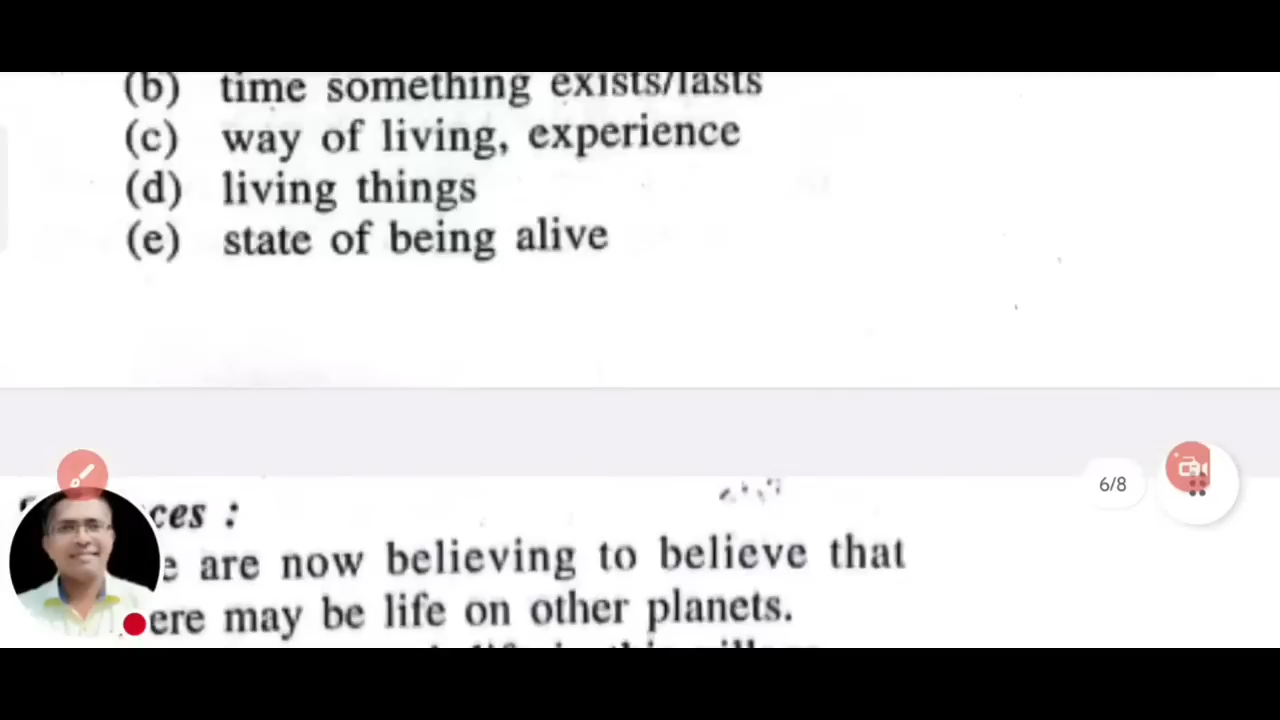 (b) time something exists/lasts
(c) way of living, experience
(d) living things
(e) state of being alive
6/8
ces :
e are now believing to believe that
ere may be life on other planets.